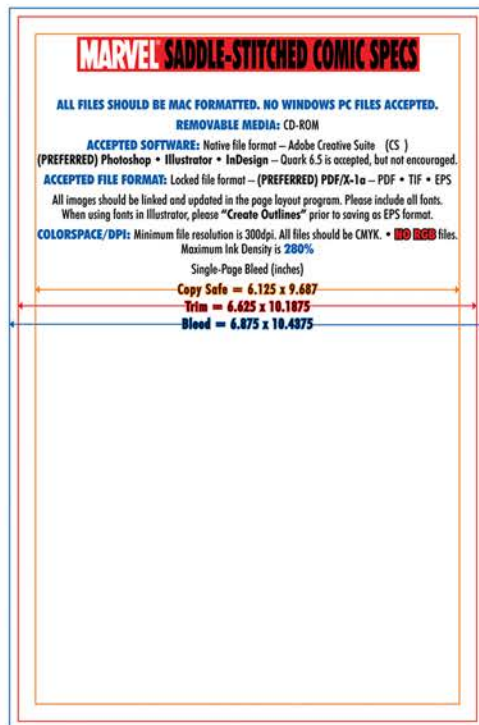 MARVEL® SADDLE-STITCHED COMIC SPECS
ALL FILES SHOULD BE MAC FORMATTED. NO WINDOWS PC FILES ACCEPTED.
REMOVABLE MEDIA: CD-ROM
ACCEPTED SOFTWARE: Native file format – Adobe Creative Suite (CS )
(PREFERRED) Photoshop • Illustrator • InDesign – Quark 6.5 is accepted, but not encouraged.
ACCEPTED FILE FORMAT: Locked file format – (PREFERRED) PDF/X-1a – PDF • TIF • EPS
All images should be linked and updated in the page layout program. Please include all fonts.
When using fonts in Illustrator, please "Create Outlines" prior to saving as EPS format.
COLORSPACE/DPI: Minimum file resolution is 300dpi. All files should be CMYK. • NO RGB files.
Maximum Ink Density is 280%
Single-Page Bleed (inches)
Copy Safe = 6.125 x 9.687
Trim = 6.625 x 10.1875
Bleed = 6.875 x 10.4375